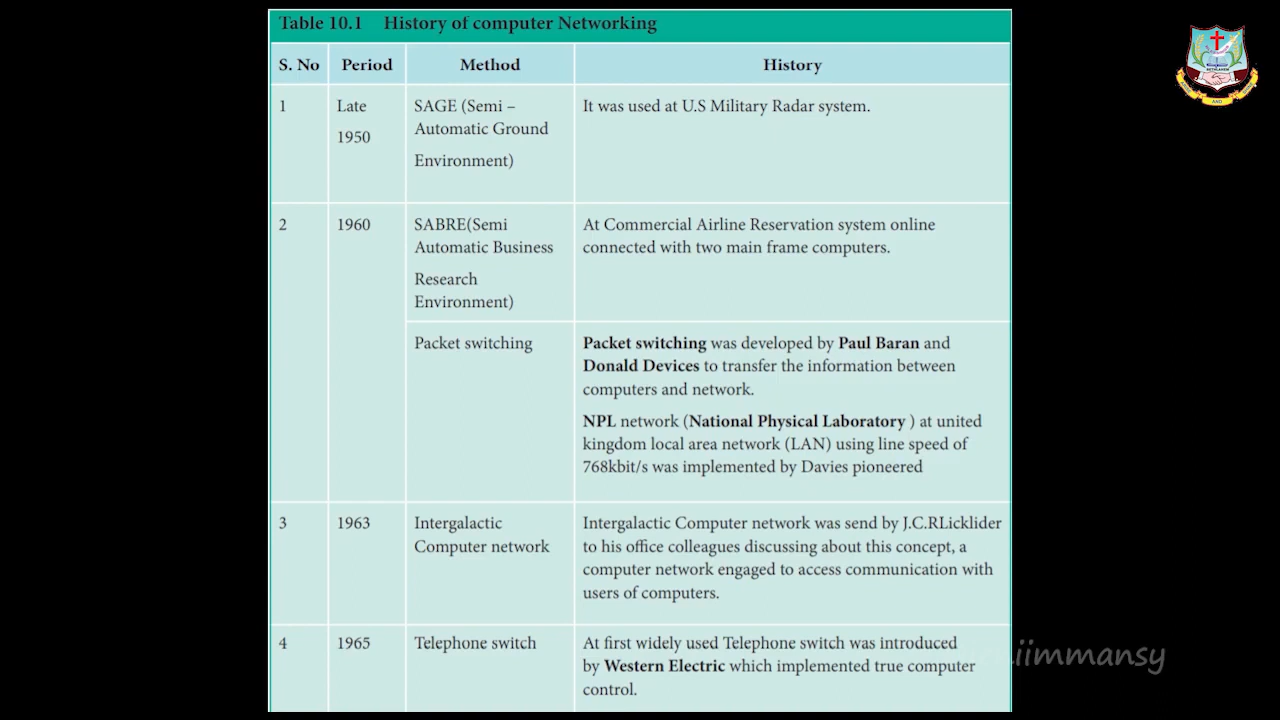 Table 10.1 History of computer Networking
S. No Period Method History
1 Late SAGE (Semi – It was used at U.S Military Radar system.
1950 Automatic Ground
Environment)
2 1960 SABRE(Semi At Commercial Airline Reservation system online
Automatic Business connected with two main frame computers.
Research
Environment)
Packet switching Packet switching was developed by Paul Baran and
Donald Devices to transfer the information between
computers and network.
NPL network (National Physical Laboratory ) at united
kingdom local area network (LAN) using line speed of
768kbit/s was implemented by Davies pioneered
3 1963 Intergalactic Intergalactic Computer network was send by J.C.RLicklider
Computer network to his office colleagues discussing about this concept, a
computer network engaged to access communication with
users of computers.
4 1965 Telephone switch At first widely used Telephone switch was introduced
by Western Electric which implemented true computer
control.
AND